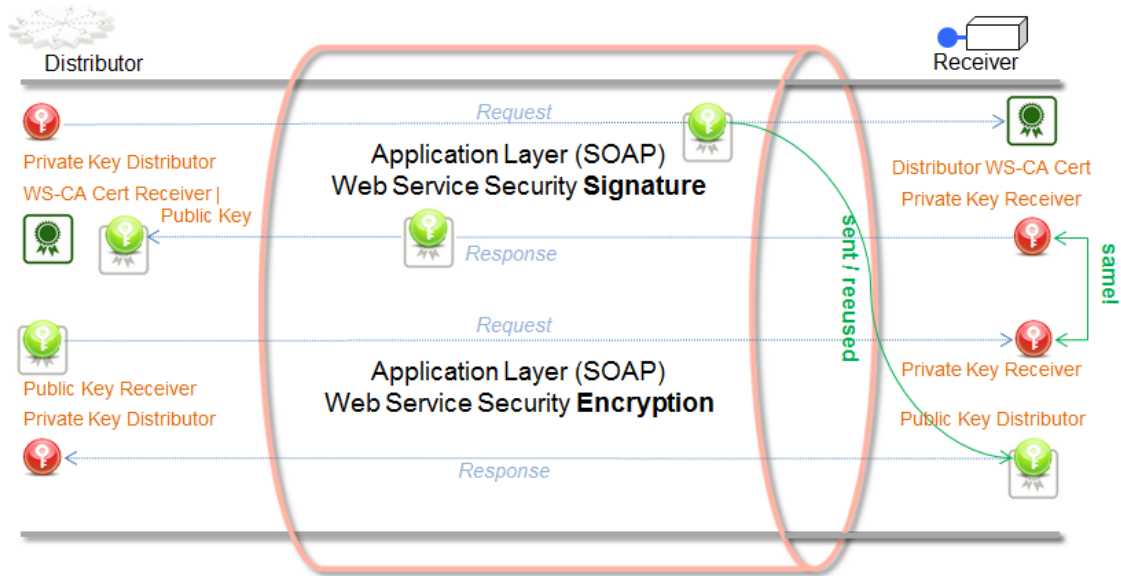 Distributor
Receiver
Request
Private Key Distributor
Application Layer (SOAP)
Web Service Security Signature
Distributor WS-CA Cert
WS-CA Cert Receiver |
Public Key
Private Key Receiver
Response
sent / reeused
same!
Request
Public Key Receiver
Application Layer (SOAP)
Web Service Security Encryption
Private Key Receiver
Private Key Distributor
Public Key Distributor
Response